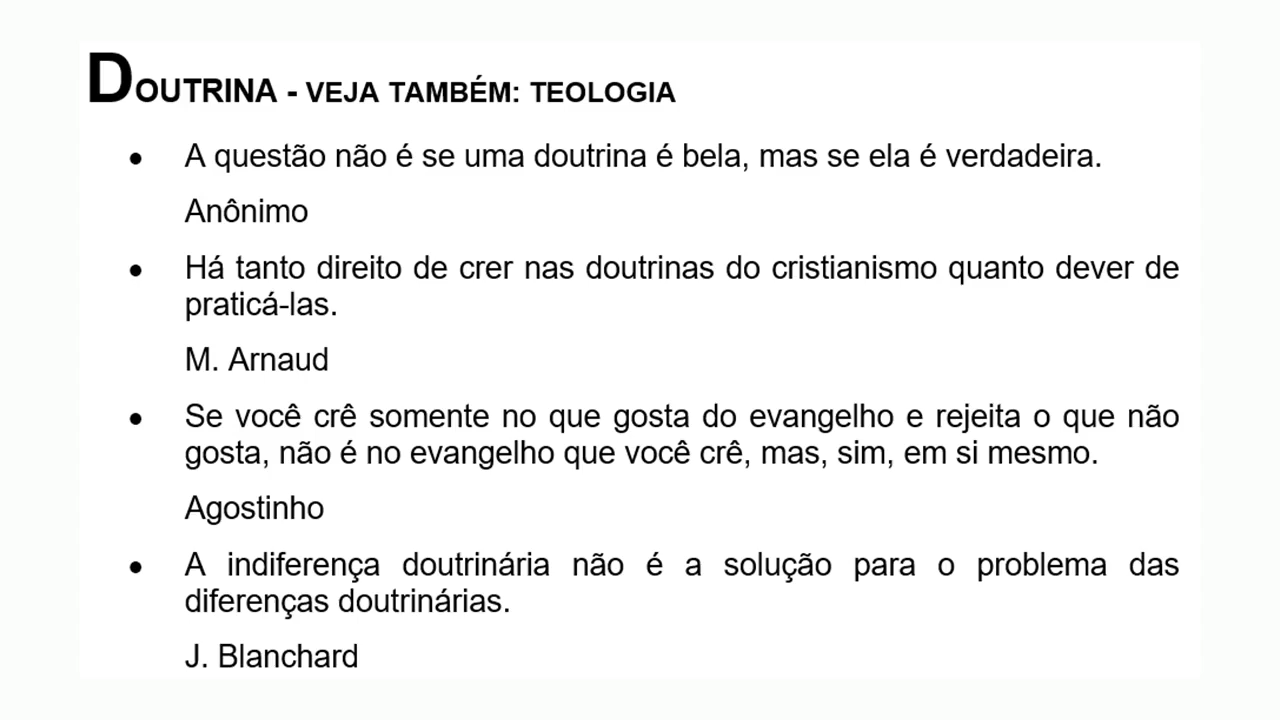 DOUTRINA - VEJA TAMBÉM: TEOLOGIA
• A questão não é se uma doutrina é bela, mas se ela é verdadeira.
Anônimo
• Há tanto direito de crer nas doutrinas do cristianismo quanto dever de
praticá-las.
M. Arnaud
• Se você crê somente no que gosta do evangelho e rejeita o que não
gosta, não é no evangelho que você crê, mas, sim, em si mesmo.
Agostinho
• A indiferença doutrinária não é a solução para o problema das
diferenças doutrinárias.
J. Blanchard